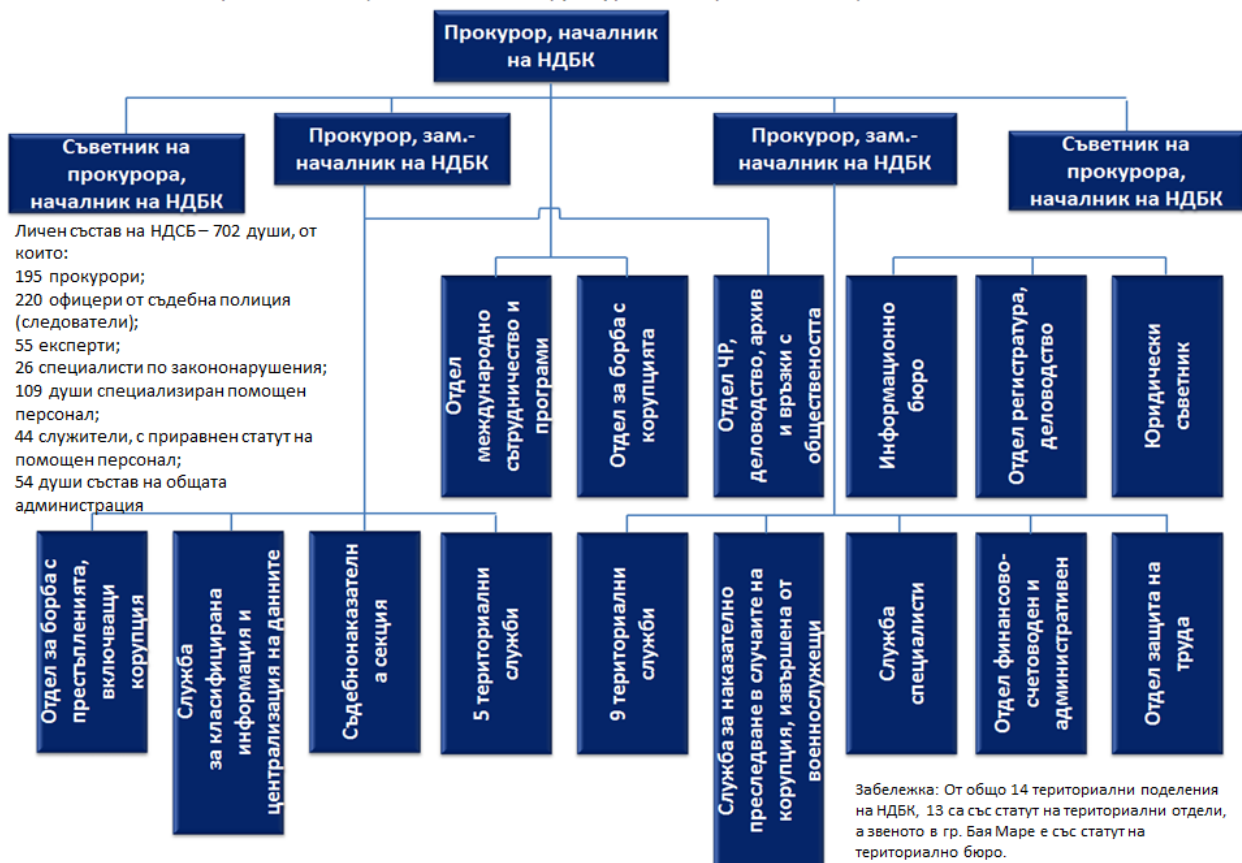 Прокурор, началник
на НДБК
Съветник на
прокурора,
началник на НДБК
Прокурор, зам.-
началник на НДБК
Прокурор, зам.-
началник на НДБК
Съветник на
прокурора,
началник на НДБК
Личен състав на НДСБ – 702 души, от
които:
195 прокурори;
220 офицери от съдебна полиция
(следователи);
55 експерти;
26 специалисти по закононарушения;
109 души специализиран помощен
персонал;
44 служители, с приравнен статут на
помощен персонал;
54 души състав на общата
администрация
Отдел
международно
сътрудничество и
програми
Отдел за борба с
корупцията
Отдел ЧР,
деловодство, архив
и връзки с
обществеността
Информационно
бюро
Отдел регистратура,
деловодство
Юридически
съветник
Отдел за борба с
престъпленията,
включващи
корупция
Служба
за класифицирана
информация и
централизация на данните
Съдебнонаказателн
а секция
5 териториални
служби
9 териториални
служби
Служба за наказателно
преследване в случаите на
корупция, извършена от
военнослужещи
Служба
специалисти
Отдел финансово-
счетоводен и
административен
Отдел защита на
труда
Забележка: От общо 14 териториални поделения
на НДБК, 13 са със статут на териториални отдели,
а звеното в гр. Бая Маре е със статут на
териториално бюро.